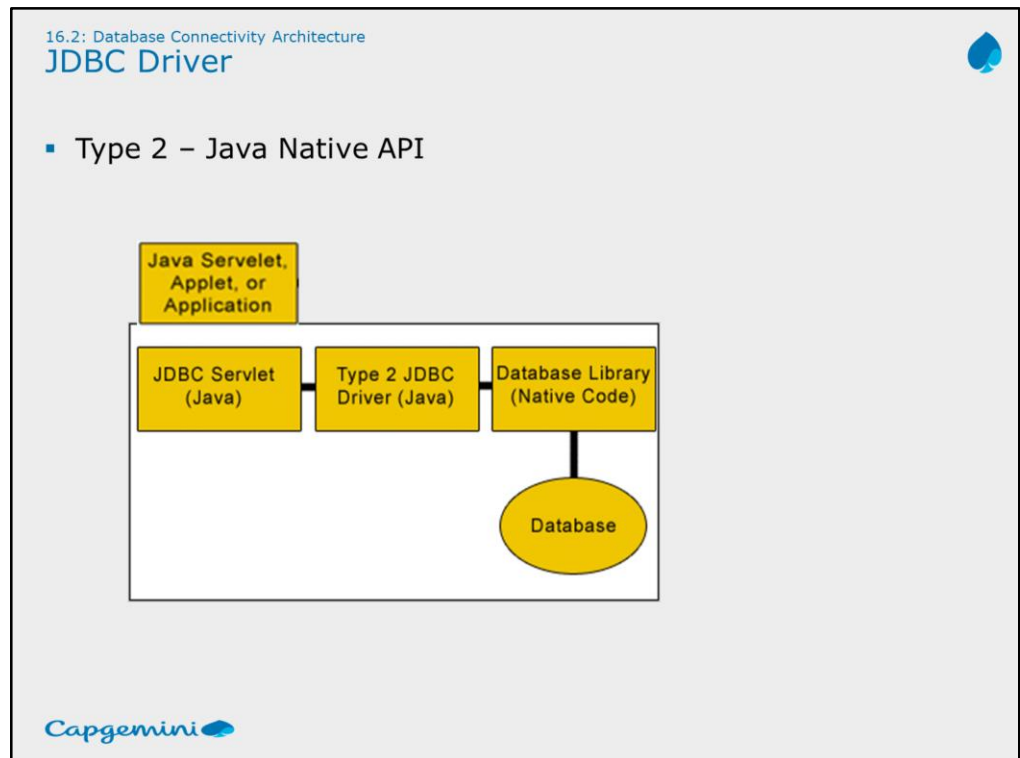 16.2: Database Connectivity Architecture
JDBC Driver
▪ Type 2 – Java Native API
Java Servelet,
Applet, or
Application
JDBC Servlet
(Java)
Type 2 JDBC
Driver (Java)
Database Library
(Native Code)
Database
Capgemini